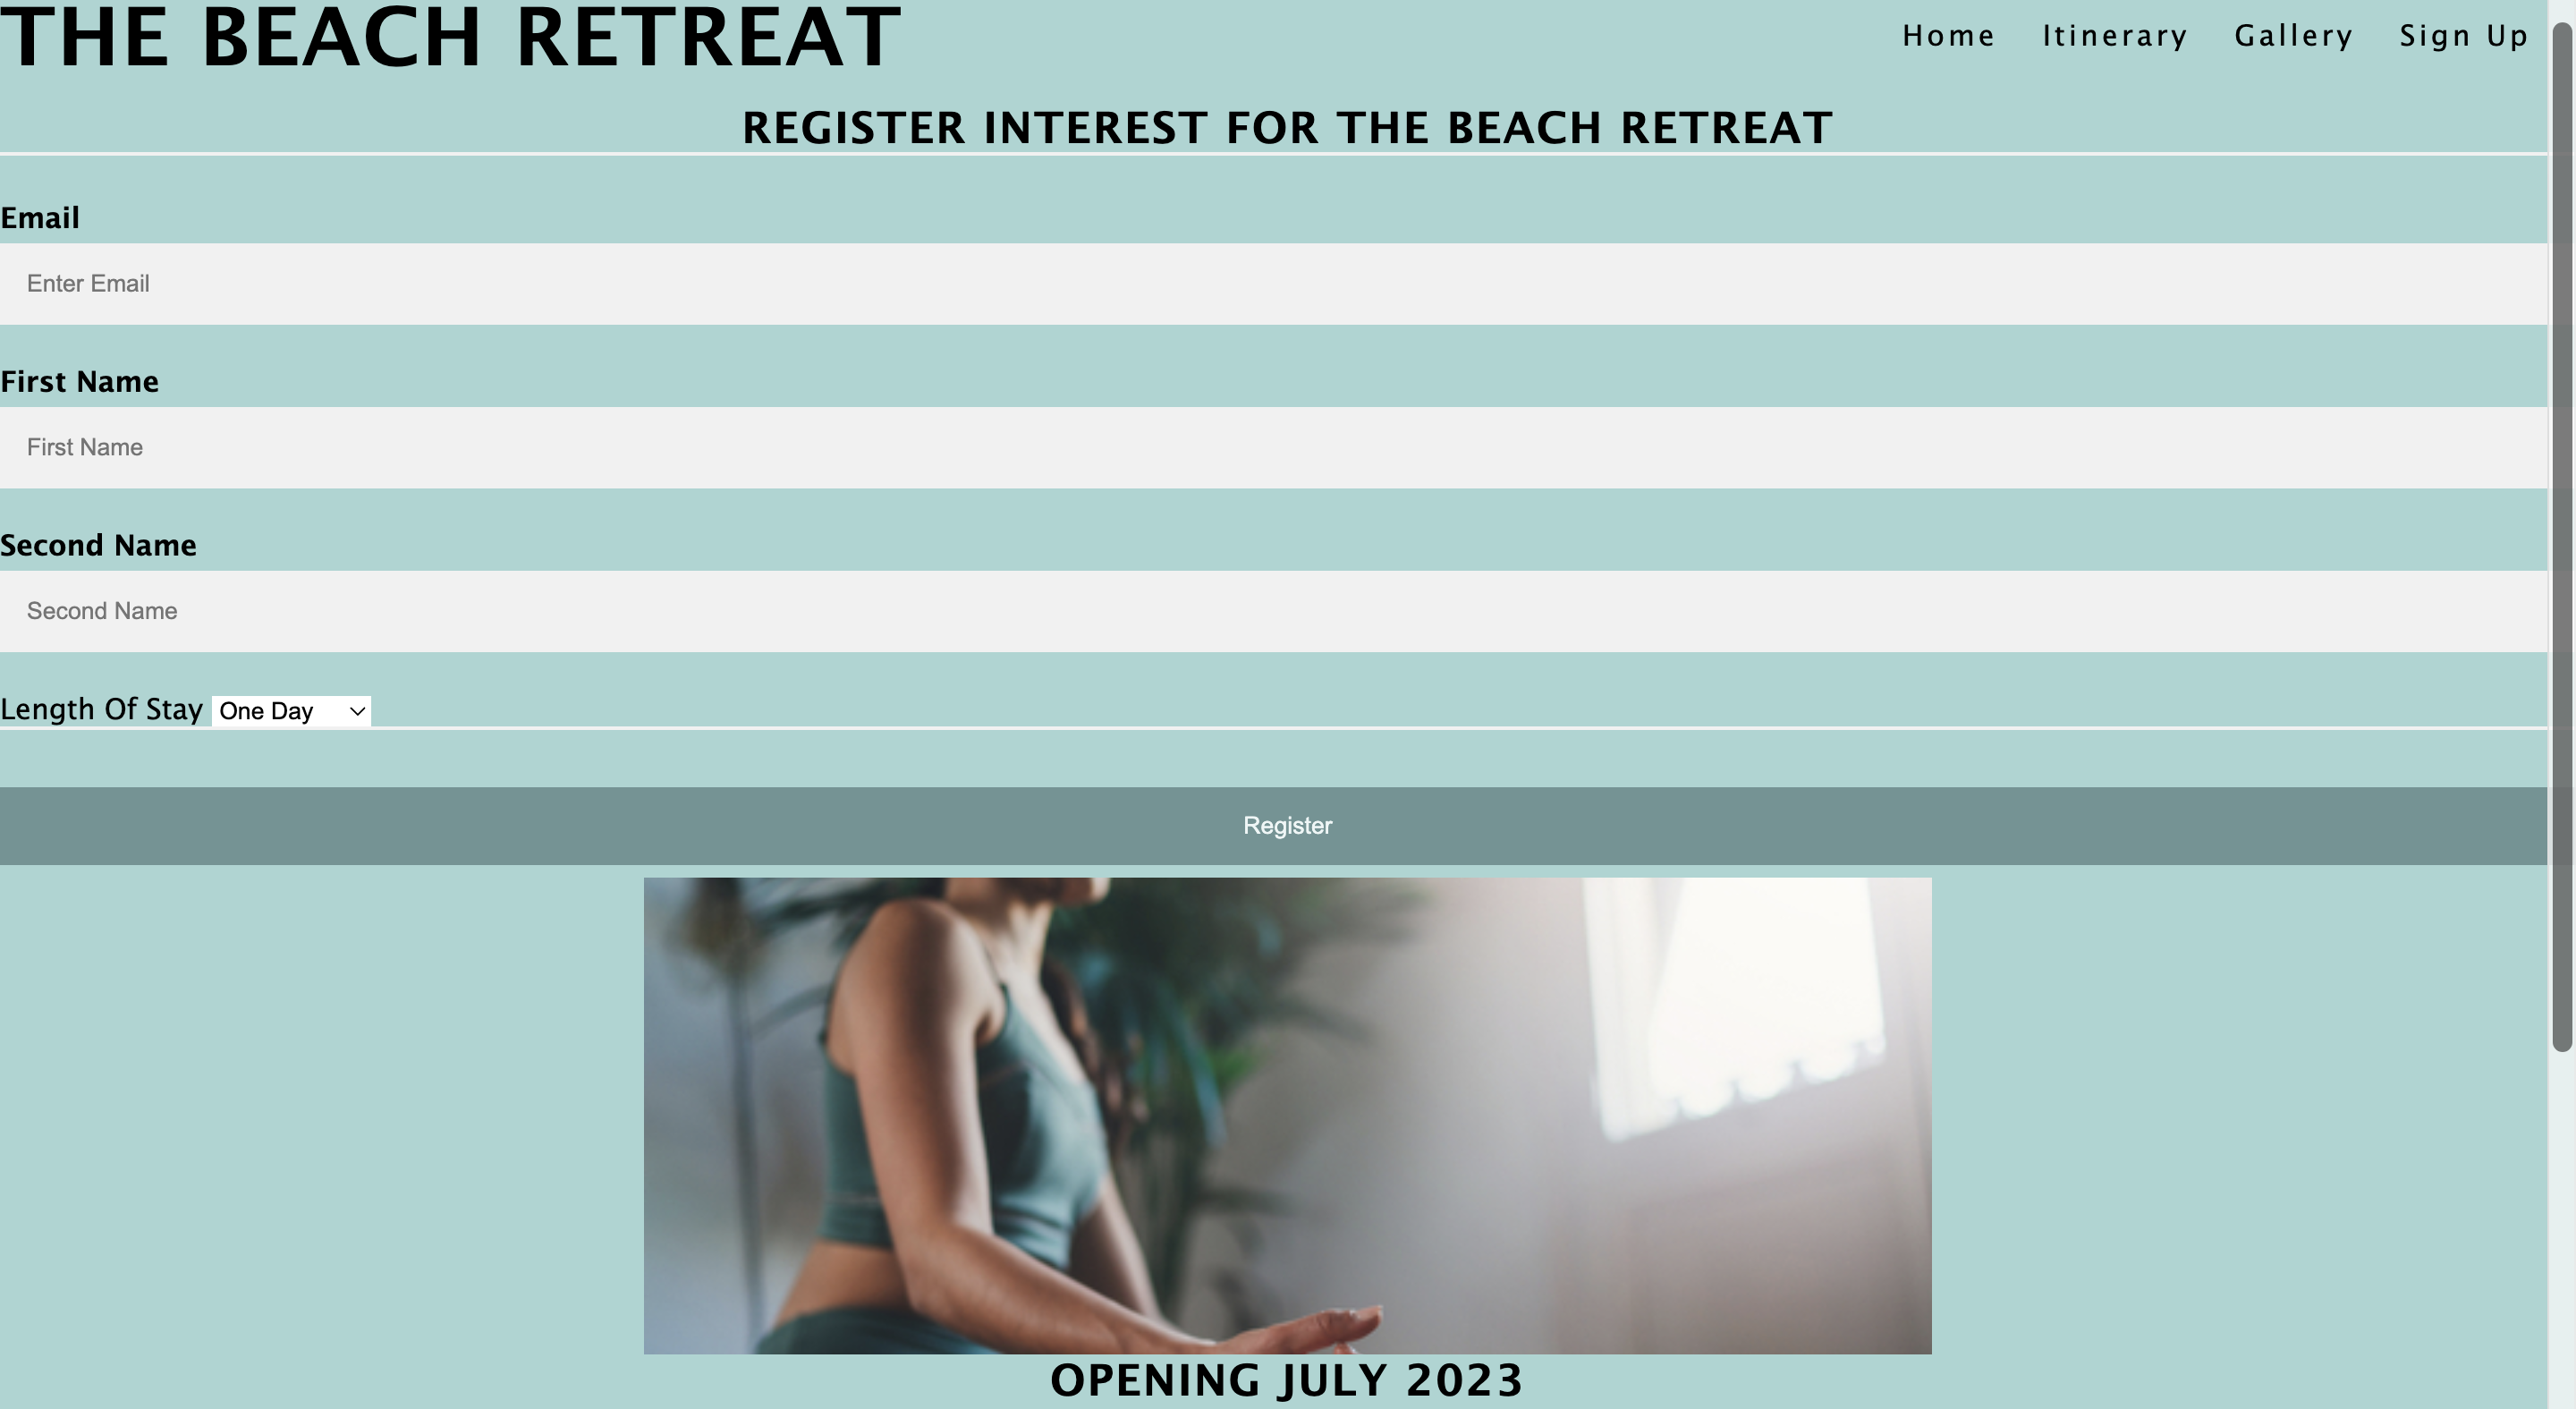 THE BEACH RETREAT
Home Itinerary Gallery Sign Up
REGISTER INTEREST FOR THE BEACH RETREAT
Email
Enter Email
First Name
First Name
Second Name
Second Name
Length Of Stay One Day
Register
OPENING JULY 2023